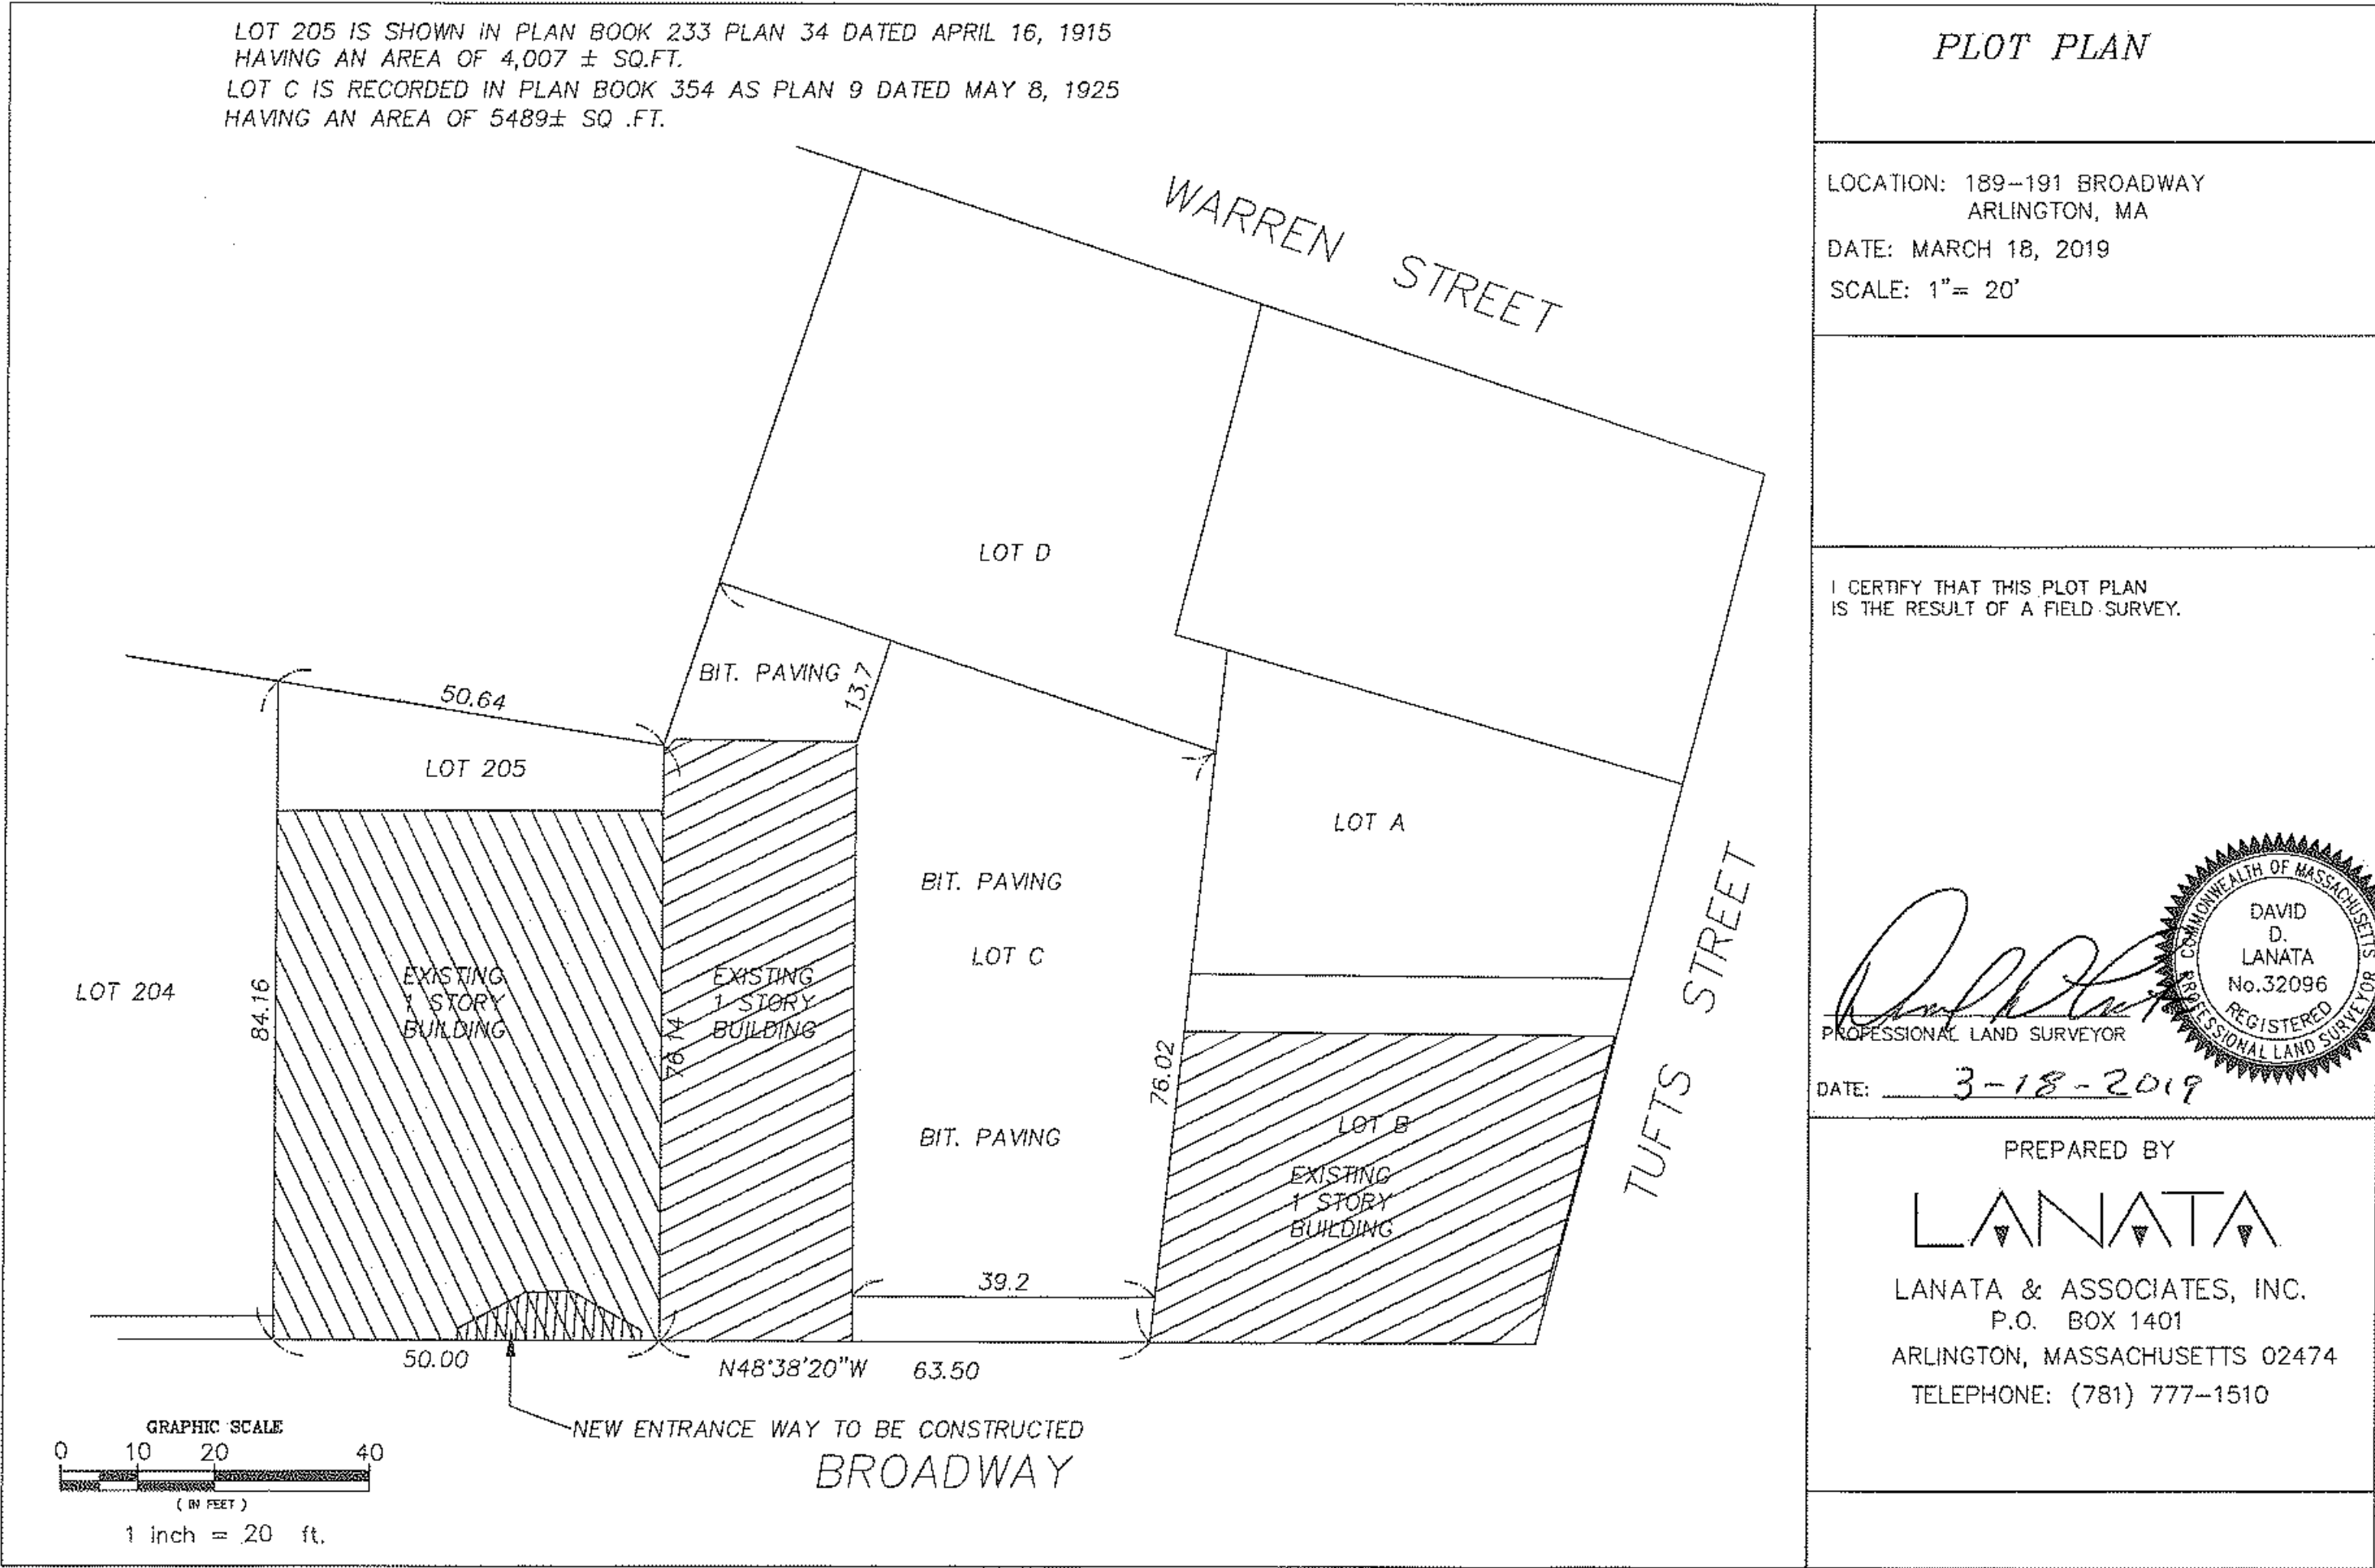 LOT 205 IS SHOWN IN PLAN BOOK 233 PLAN 34 DATED APRIL 16, 1915
HAVING AN AREA OF 4,007 ± SQ.FT.
LOT C IS RECORDED IN PLAN BOOK 354 AS PLAN 9 DATED MAY 8, 1925
HAVING AN AREA OF 5489± SQ .FT.
WARREN STREET
LOT D
BIT. PAVING
13.7
50.64
LOT 205
LOT A
BIT. PAVING
LOT C
LOT 204
84.16
EXISTING
1 STORY
BUILDING
76.14
EXISTING
1 STORY
BUILDING
76.02
BIT. PAVING
LOT B
EXISTING
1 STORY
BUILDING
TUFTS STREET
39.2
50.00
N48°38'20"W 63.50
NEW ENTRANCE WAY TO BE CONSTRUCTED
BROADWAY
GRAPHIC SCALE
0 10 20 40
( IN FEET )
1 inch = 20 ft.
PLOT PLAN
LOCATION: 189-191 BROADWAY
ARLINGTON, MA
DATE: MARCH 18, 2019
SCALE: 1"= 20'
I CERTIFY THAT THIS PLOT PLAN
IS THE RESULT OF A FIELD SURVEY.
COMMONWEALTH OF MASSACHUSETTS
DAVID
D.
LANATA
No.32096
REGISTERED
PROFESSIONAL LAND SURVEYOR
PROFESSIONAL LAND SURVEYOR
DATE: 3-18-2019
PREPARED BY
LANATA
LANATA & ASSOCIATES, INC.
P.O. BOX 1401
ARLINGTON, MASSACHUSETTS 02474
TELEPHONE: (781) 777-1510